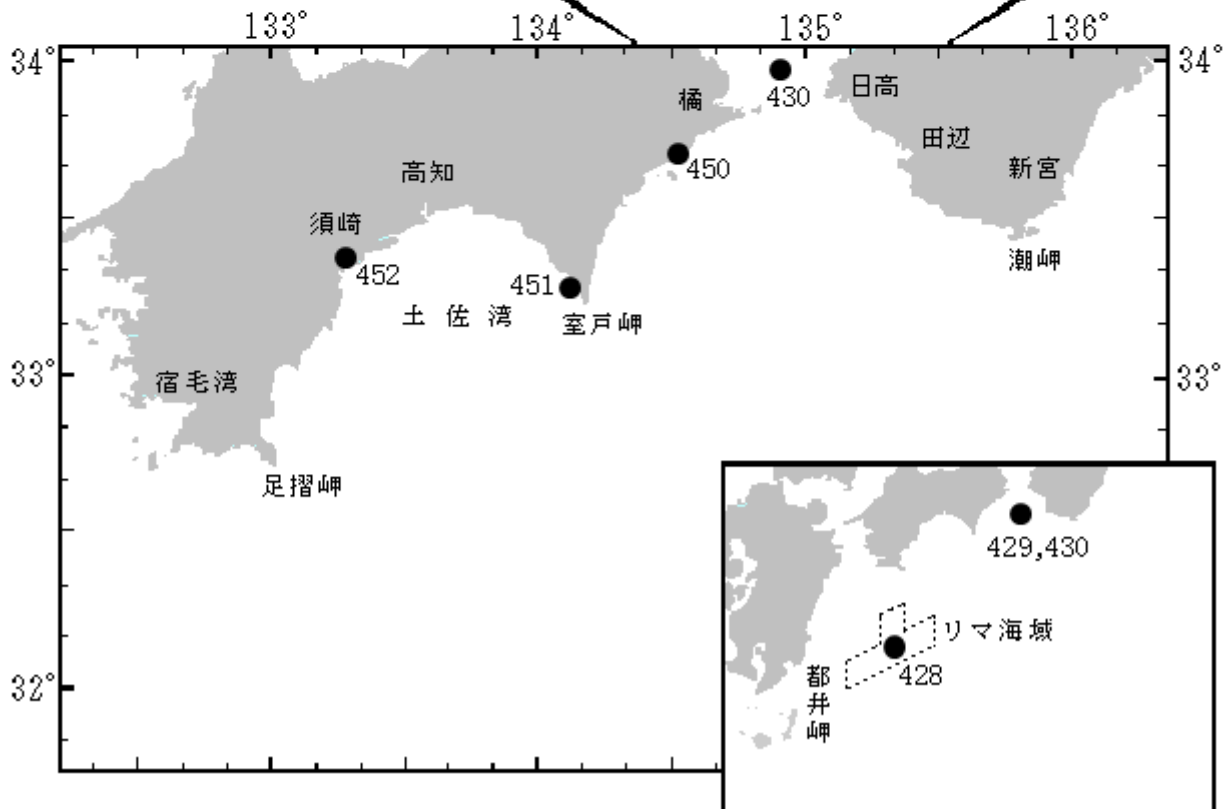 133° 134° 135° 136°
34° 34°
430
日高
橘
田辺
450
新宮
高知
須崎
潮岬
452
451
土佐湾
室戸岬
33° 33°
宿毛湾
足摺岬
429,430
リマ海域
428
都井岬
32°